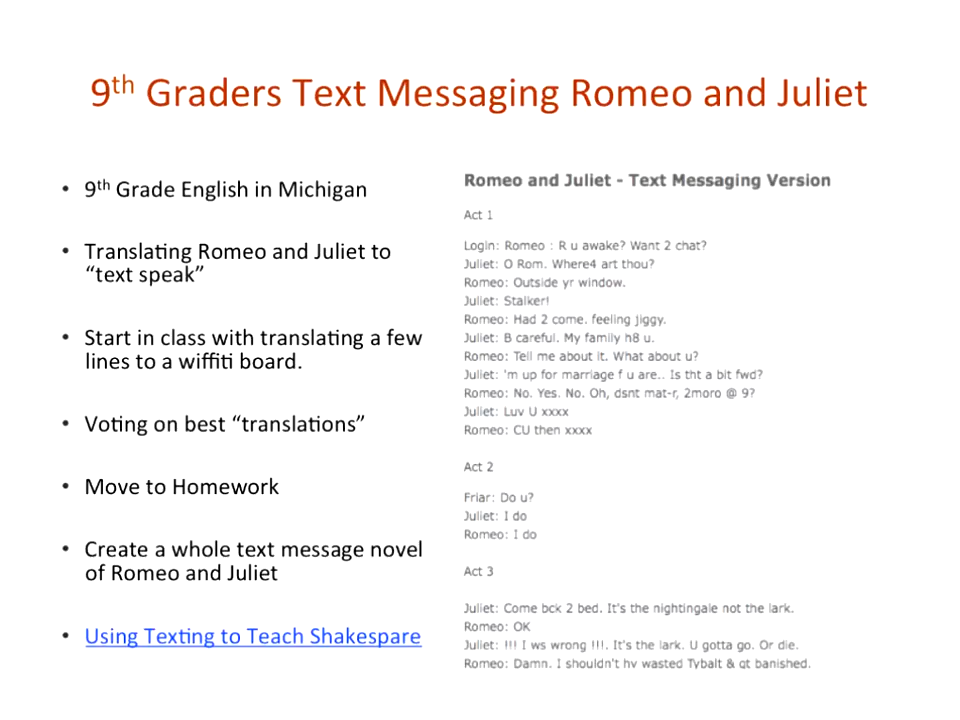 9th Graders Text Messaging Romeo and Juliet
• 9th Grade English in Michigan
• Translating Romeo and Juliet to
“text speak”
• Start in class with translating a few
lines to a wiffiti board.
• Voting on best “translations”
• Move to Homework
• Create a whole text message novel
of Romeo and Juliet
• Using Texting to Teach Shakespare
Romeo and Juliet - Text Messaging Version
Act 1
Login: Romeo : R u awake? Want 2 chat?
Juliet: O Rom. Where4 art thou?
Romeo: Outside yr window.
Juliet: Stalker!
Romeo: Had 2 come. feeling jiggy.
Juliet: B careful. My family h8 u.
Romeo: Tell me about it. What about u?
Juliet: 'm up for marriage f u are.. Is tht a bit fwd?
Romeo: No. Yes. No. Oh, dsnt mat-r, 2moro @ 9?
Juliet: Luv U xxxx
Romeo: CU then xxxx
Act 2
Friar: Do u?
Juliet: I do
Romeo: I do
Act 3
Juliet: Come bck 2 bed. It's the nightingale not the lark.
Romeo: OK
Juliet: !!! I ws wrong !!!. It's the lark. U gotta go. Or die.
Romeo: Damn. I shouldn't hv wasted Tybalt & gt banished.